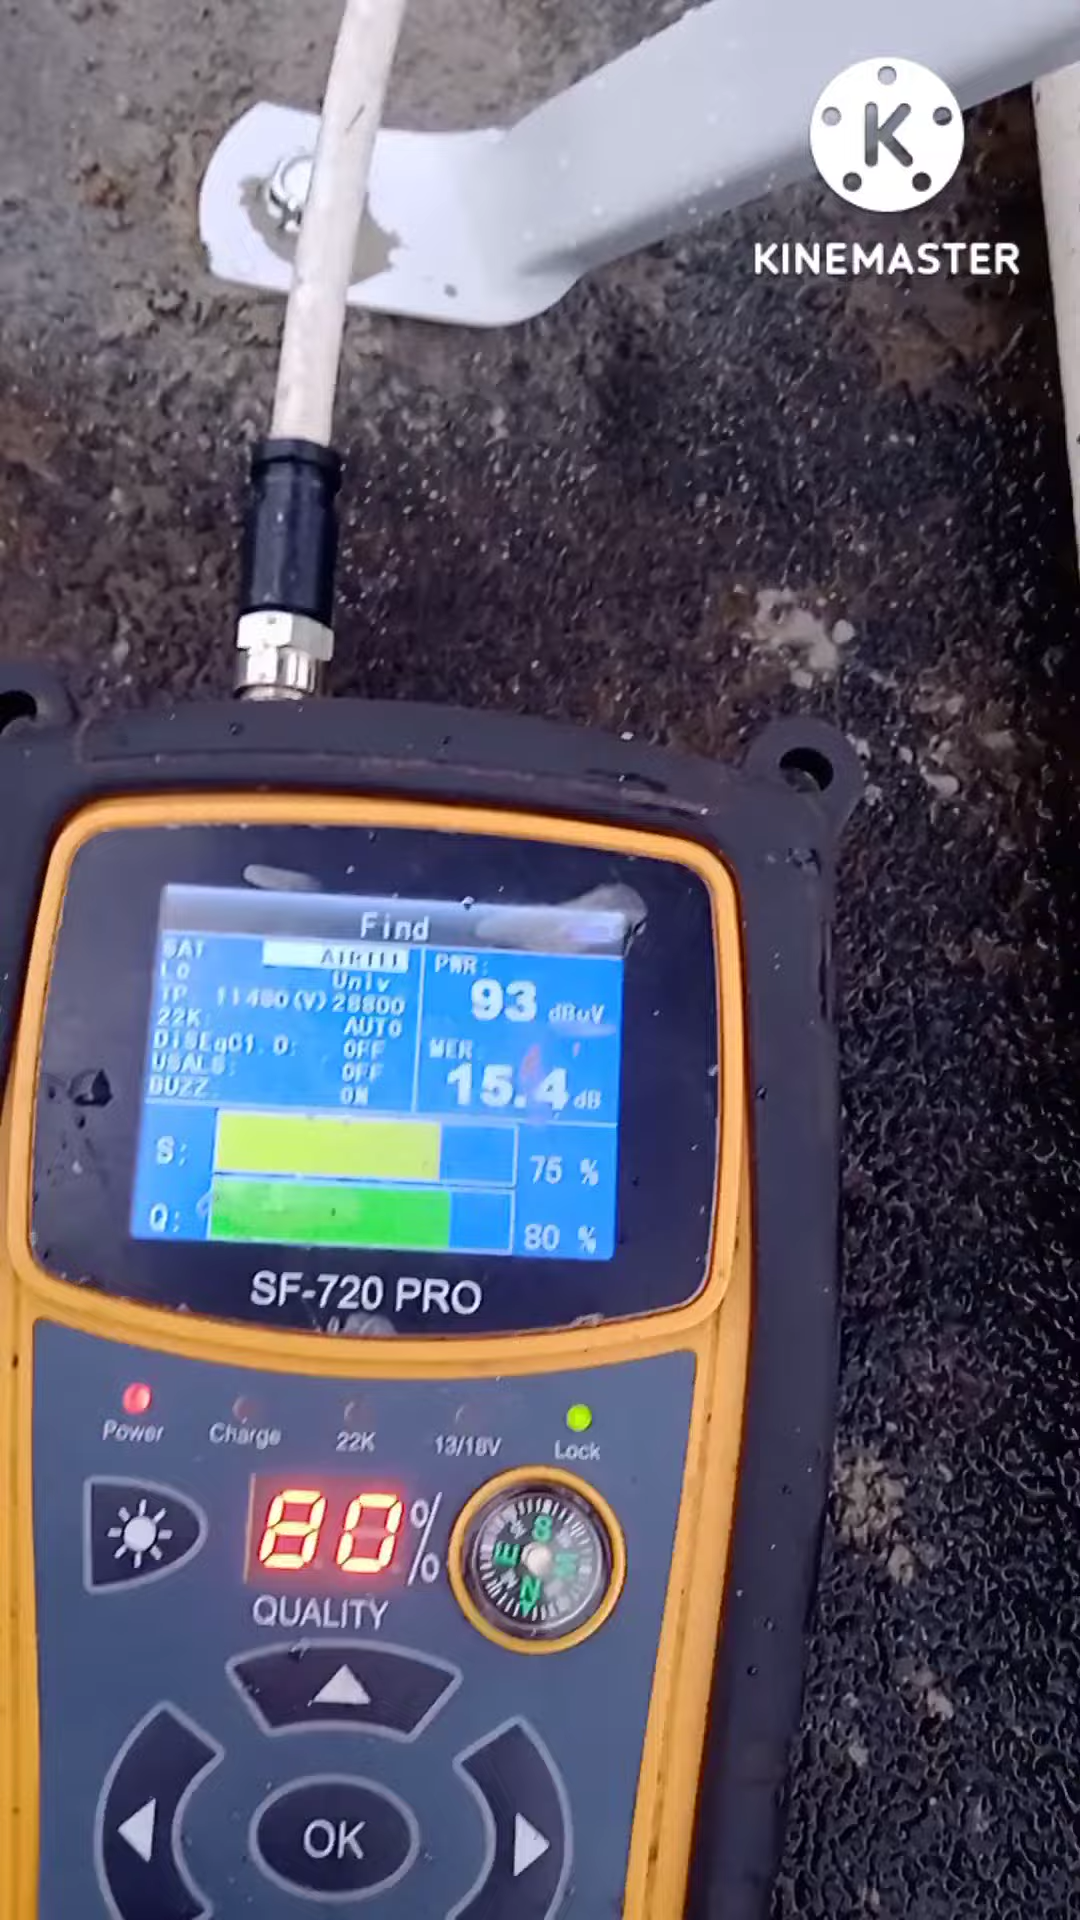 K
KINEMASTER
Find
SAT AIRTEL
LO Univ
TP 11480(V)28800
22K: AUTO
DiSEqC1.0: OFF
USALS: OFF
BUZZ ON
PWR:
93 dBuV
MER:
15.4 dB
S: 75 %
Q: 80 %
SF-720 PRO
Power
Charge
22K
13/18V
Lock
80%
QUALITY
S
E
W
N
OK